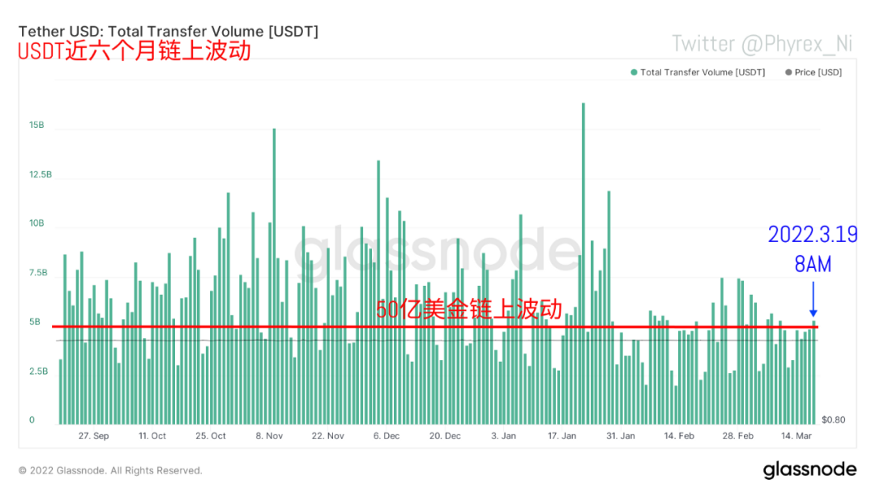 Tether USD: Total Transfer Volume [USDT]
USDT近六个月链上波动
Twitter @Phyrex_Ni
Total Transfer Volume [USDT] Price [USD]
15B
12.5B
10B
7.5B
5B
2.5B
0
glassnode
2022.3.19
8AM
50亿美金链上波动
$0.80
27. Sep 11. Oct 25. Oct 8. Nov 22. Nov 6. Dec 20. Dec 3. Jan 17. Jan 31. Jan 14. Feb 28. Feb 14. Mar
© 2022 Glassnode. All Rights Reserved.
glassnode